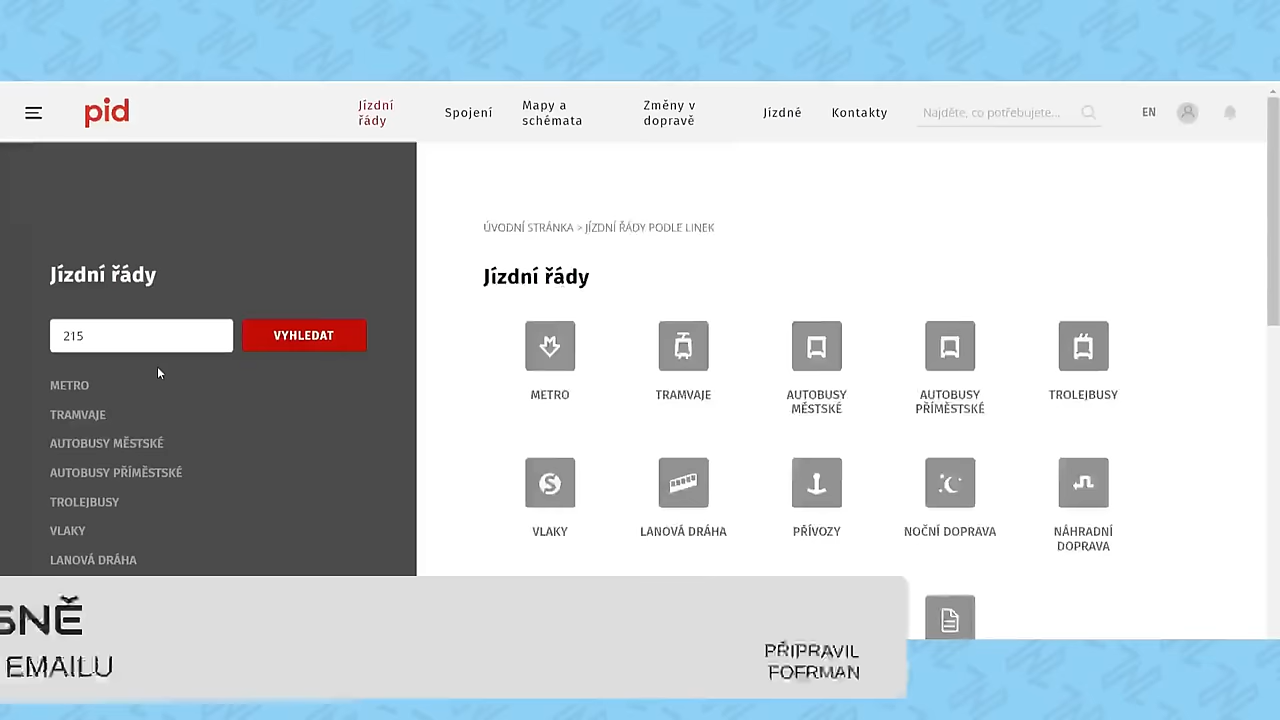 pid
Jízdní
řády
Spojení
Mapy a
schémata
Změny v
dopravě
Jízdné
Kontakty
Najděte, co potřebujete...
EN
Jízdní řády
215
VYHLEDAT
METRO
TRAMVAJE
AUTOBUSY MĚSTSKÉ
AUTOBUSY PŘÍMĚSTSKÉ
TROLEJBUSY
VLAKY
LANOVÁ DRÁHA
ÚVODNÍ STRÁNKA > JÍZDNÍ ŘÁDY PODLE LINEK
Jízdní řády
METRO
TRAMVAJE
AUTOBUSY
MĚSTSKÉ
AUTOBUSY
PŘÍMĚSTSKÉ
TROLEJBUSY
VLAKY
LANOVÁ DRÁHA
PŘÍVOZY
NOČNÍ DOPRAVA
NÁHRADNÍ
DOPRAVA
SNĚ
EMAILU
PŘIPRAVIL
FOFRMAN